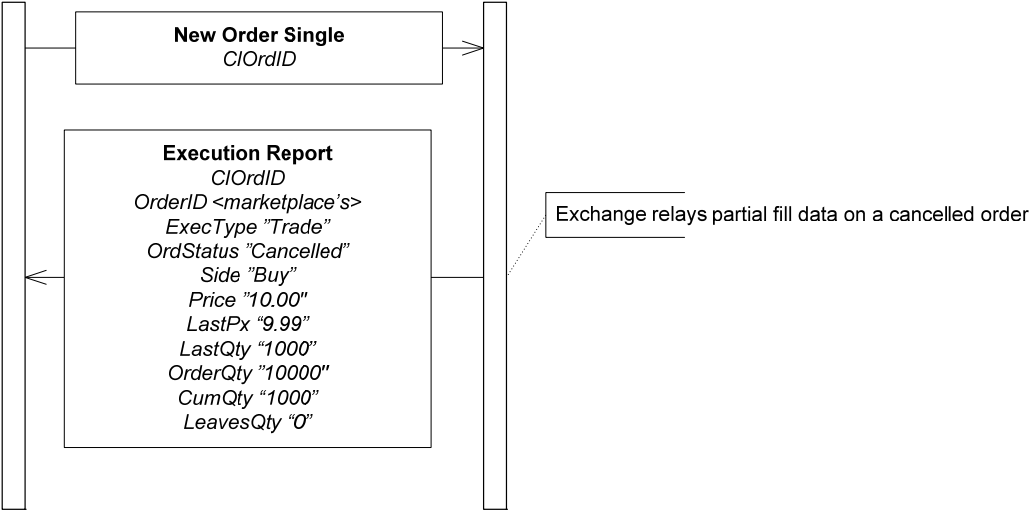 New Order Single
ClOrdID
Execution Report
ClOrdID
OrderID <marketplace’s>
ExecType ”Trade”
OrdStatus ”Cancelled”
Side ”Buy”
Price ”10.00"
LastPx “9.99”
LastQty “1000”
OrderQty ”10000"
CumQty “1000”
LeavesQty “0”
Exchange relays partial fill data on a cancelled order